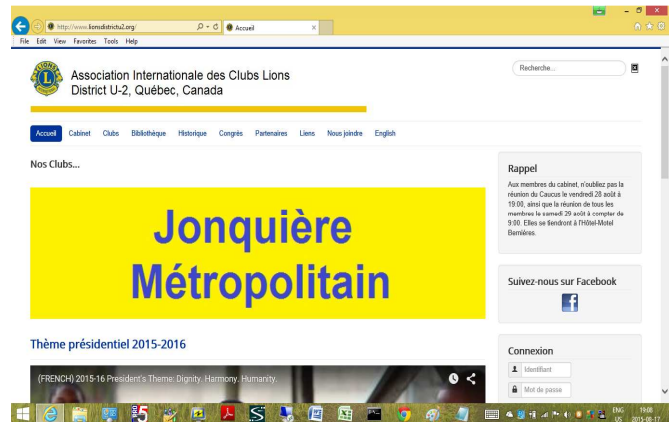 http://www.lionsdistrictu2.org/
Accueil
File Edit View Favorites Tools Help
Association Internationale des Clubs Lions
District U-2, Québec, Canada
Recherche...
Accueil Cabinet Clubs Bibliothèque Historique Congrés Partenaires Liens Nous joindre English
Nos Clubs...
Jonquière
Métropolitain
Thème présidentiel 2015-2016
(FRENCH) 2015-16 President's Theme: Dignity. Harmony. Humanity.
Rappel
Aux membres du cabinet, n'oubliez pas la
réunion du Caucus le vendredi 28 août à
19:00, ainsi que la réunion de tous les
membres le samedi 29 août à compter de
9:00. Elles se tiendront à l'Hôtel-Motel
Bernières.
Suivez-nous sur Facebook
Connexion
Identifiant
Mot de passe
ENG 19:08
US 2015-08-17